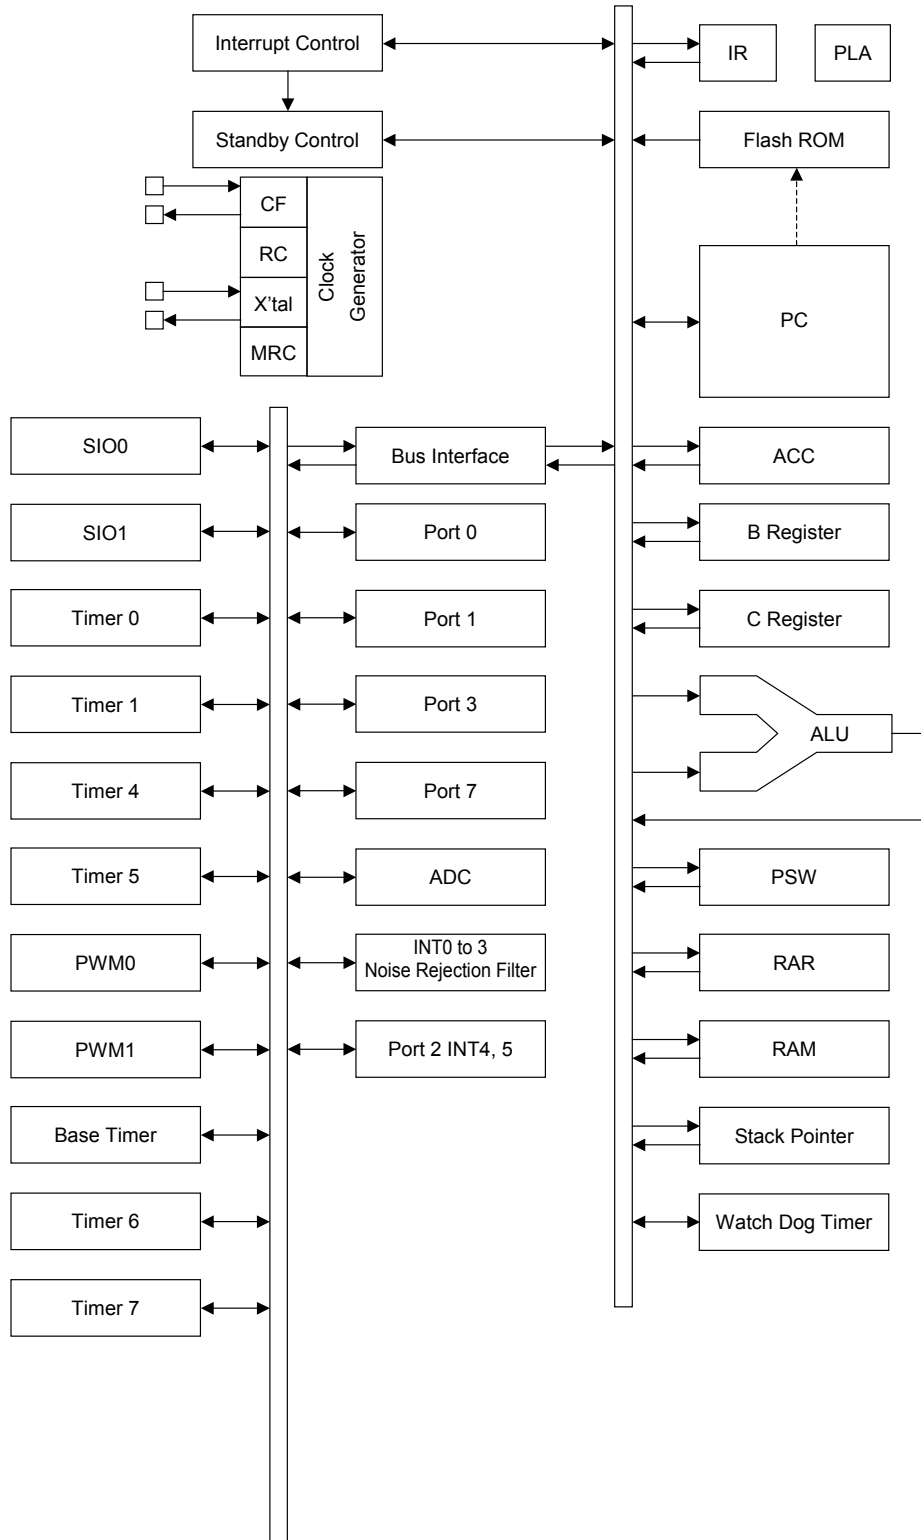 Interrupt Control
IR
PLA
Standby Control
Flash ROM
CF
RC
X'tal
MRC
Clock
Generator
PC
SIO0
Bus Interface
ACC
SIO1
Port 0
B Register
Timer 0
Port 1
C Register
Timer 1
Port 3
ALU
Timer 4
Port 7
Timer 5
ADC
PSW
PWM0
INT0 to 3
Noise Rejection Filter
RAR
PWM1
Port 2 INT4, 5
RAM
Base Timer
Stack Pointer
Timer 6
Watch Dog Timer
Timer 7